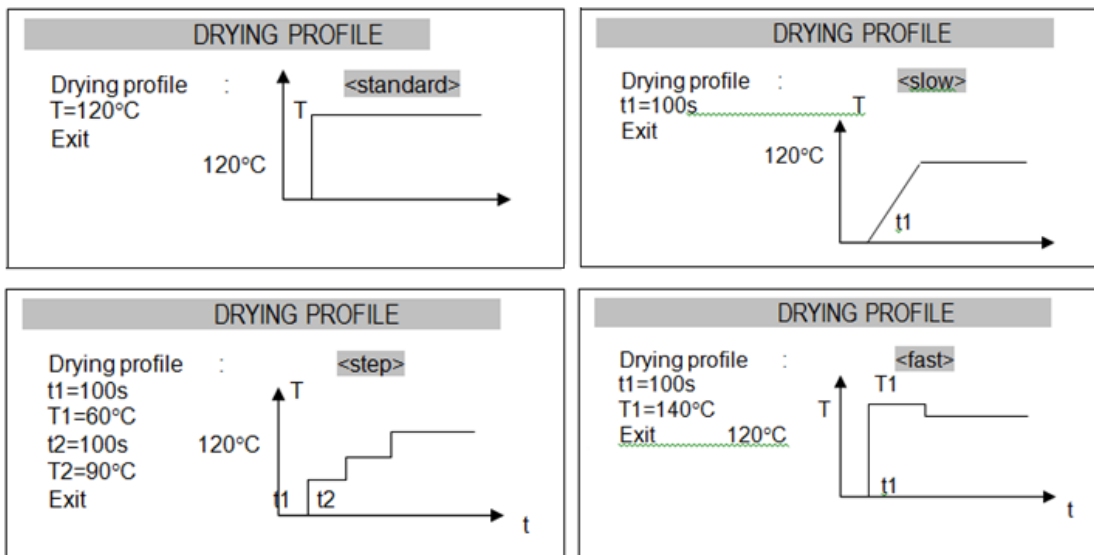 DRYING PROFILE
Drying profile : <standard>
T=120°C
Exit
T
120°C
DRYING PROFILE
Drying profile : <slow>
t1=100s T
Exit
120°C
t1
DRYING PROFILE
Drying profile : <step>
t1=100s
T
T1=60°C
t2=100s 120°C
T2=90°C
Exit t1 t2
t
DRYING PROFILE
Drying profile : <fast>
t1=100s T1
T1=140°C T
Exit 120°C
t1
t